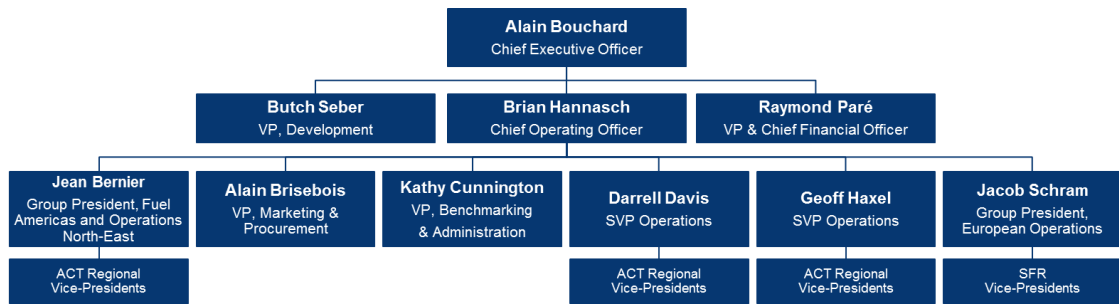 Alain Bouchard
Chief Executive Officer
Butch Seber
VP, Development
Brian Hannasch
Chief Operating Officer
Raymond Paré
VP & Chief Financial Officer
Jean Bernier
Group President, Fuel
Americas and Operations
North-East
Alain Brisebois
VP, Marketing &
Procurement
Kathy Cunnington
VP, Benchmarking
& Administration
Darrell Davis
SVP Operations
Geoff Haxel
SVP Operations
Jacob Schram
Group President,
European Operations
ACT Regional
Vice-Presidents
ACT Regional
Vice-Presidents
ACT Regional
Vice-Presidents
SFR
Vice-Presidents